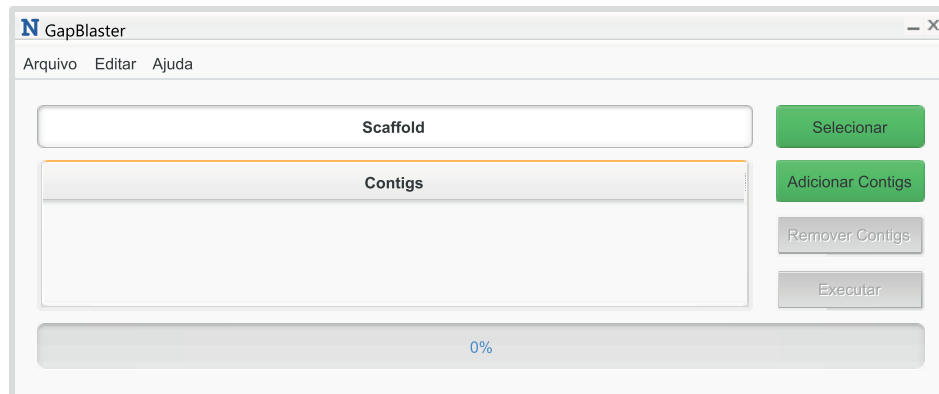 N GapBlaster
Arquivo Editar Ajuda
Scaffold
Selecionar
Contigs
Adicionar Contigs
Remover Contigs
Executar
0%